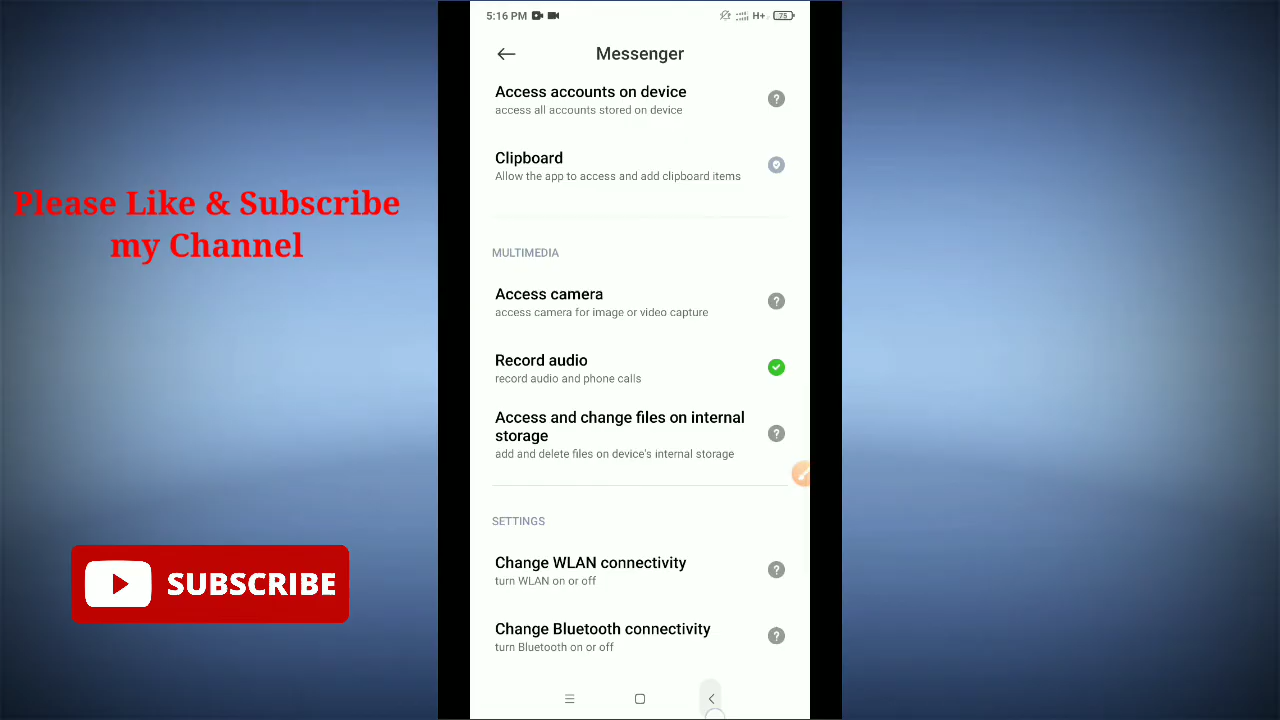 5:16 PM
H+
75
Messenger
Access accounts on device
access all accounts stored on device
Clipboard
Allow the app to access and add clipboard items
Please Like & Subscribe
my Channel
MULTIMEDIA
Access camera
access camera for image or video capture
Record audio
record audio and phone calls
Access and change files on internal
storage
add and delete files on device's internal storage
SETTINGS
Change WLAN connectivity
turn WLAN on or off
SUBSCRIBE
Change Bluetooth connectivity
turn Bluetooth on or off